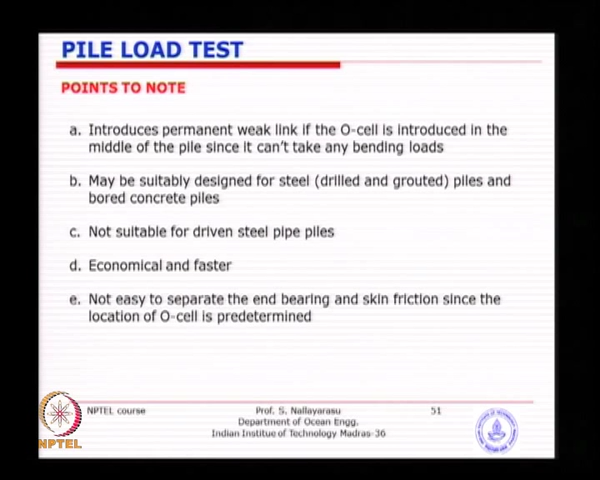 PILE LOAD TEST
POINTS TO NOTE
a. Introduces permanent weak link if the O-cell is introduced in the
middle of the pile since it can't take any bending loads
b. May be suitably designed for steel (drilled and grouted) piles and
bored concrete piles
c. Not suitable for driven steel pipe piles
d. Economical and faster
e. Not easy to separate the end bearing and skin friction since the
location of O-cell is predetermined
NPTEL course
Prof. S. Nallayarasu
Department of Ocean Engg.
Indian Institue of Technology Madras-36
51
NPTEL